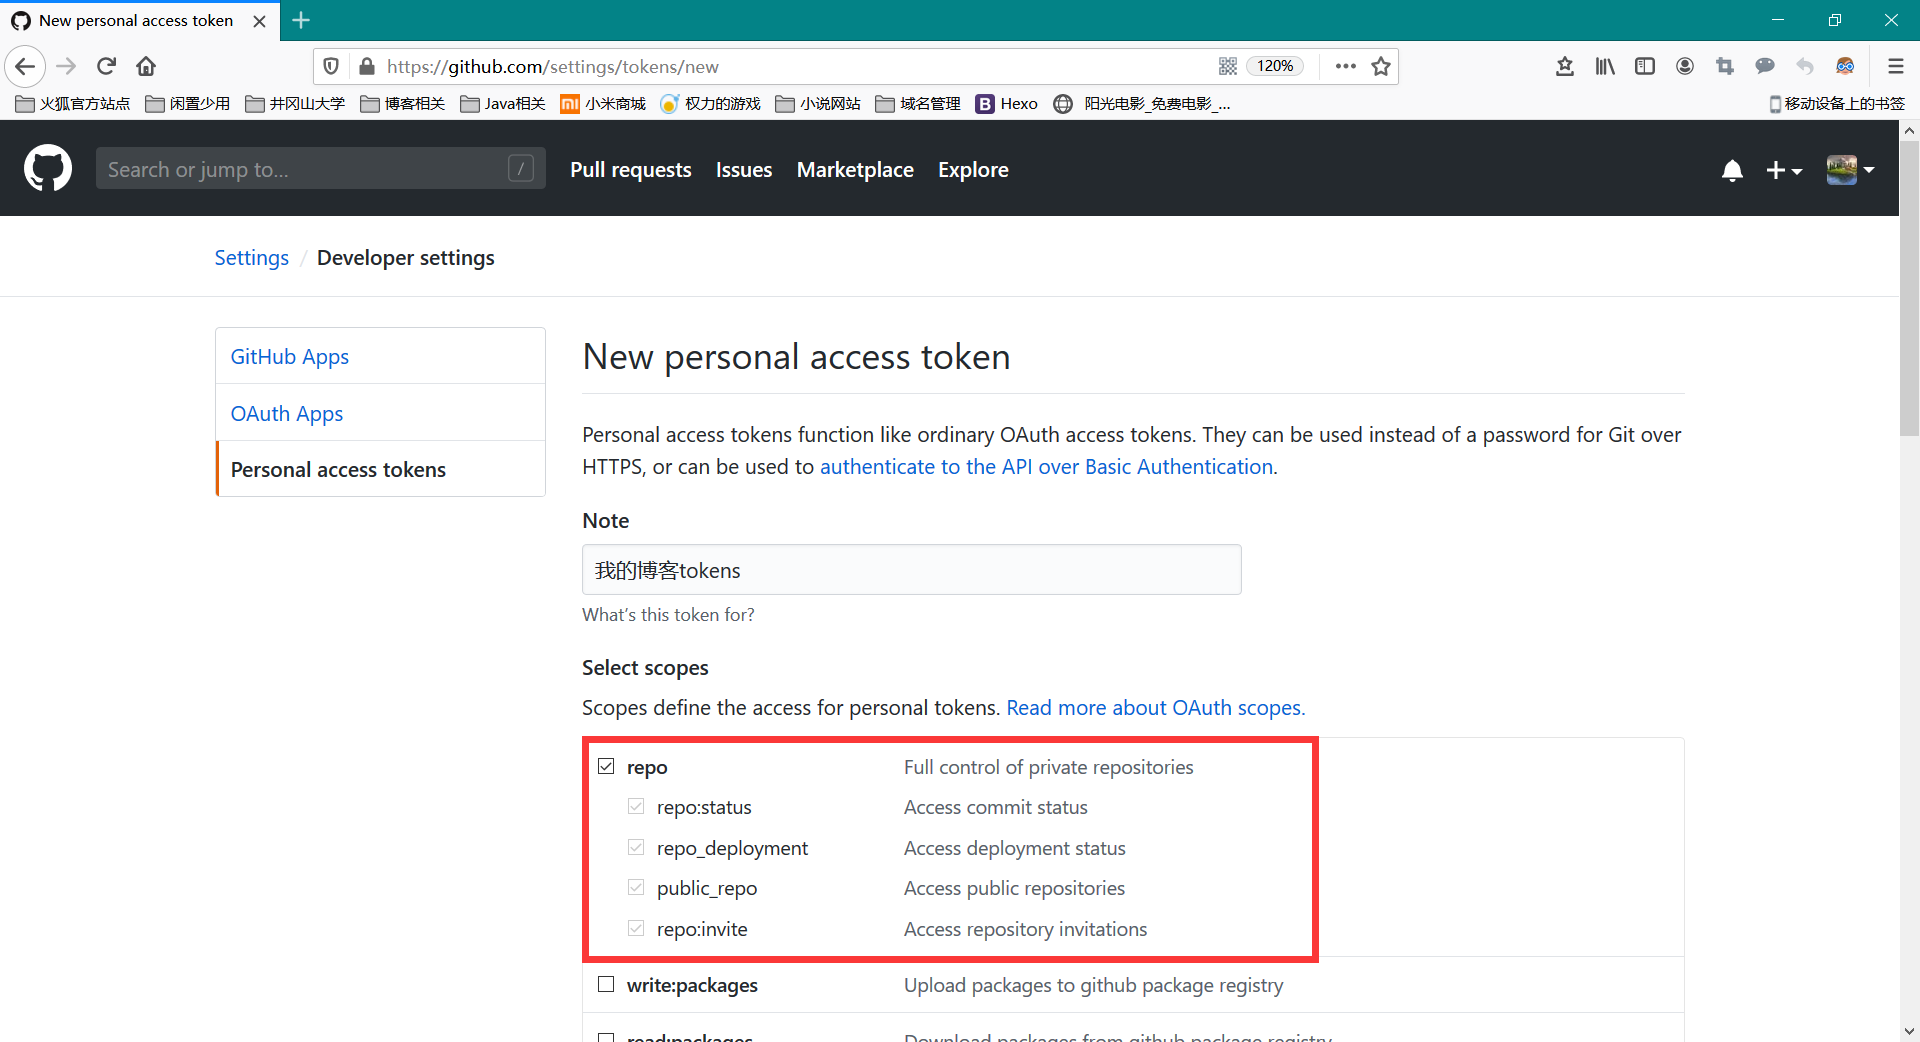 New personal access token
https://github.com/settings/tokens/new
120%
火狐官方站点
闲置少用
井冈山大学
博客相关
Java相关
小米商城
权力的游戏
小说网站
域名管理
B
Hexo
阳光电影_免费电影_...
移动设备上的书签
Search or jump to...
/
Pull requests
Issues
Marketplace
Explore
Settings / Developer settings
GitHub Apps
OAuth Apps
Personal access tokens
New personal access token
Personal access tokens function like ordinary OAuth access tokens. They can be used instead of a password for Git over
HTTPS, or can be used to authenticate to the API over Basic Authentication.
Note
我的博客tokens
What's this token for?
Select scopes
Scopes define the access for personal tokens. Read more about OAuth scopes.
repo Full control of private repositories
repo:status Access commit status
repo_deployment Access deployment status
public_repo Access public repositories
repo:invite Access repository invitations
write:packages Upload packages to github package registry
read:packages Download packages from github package registry